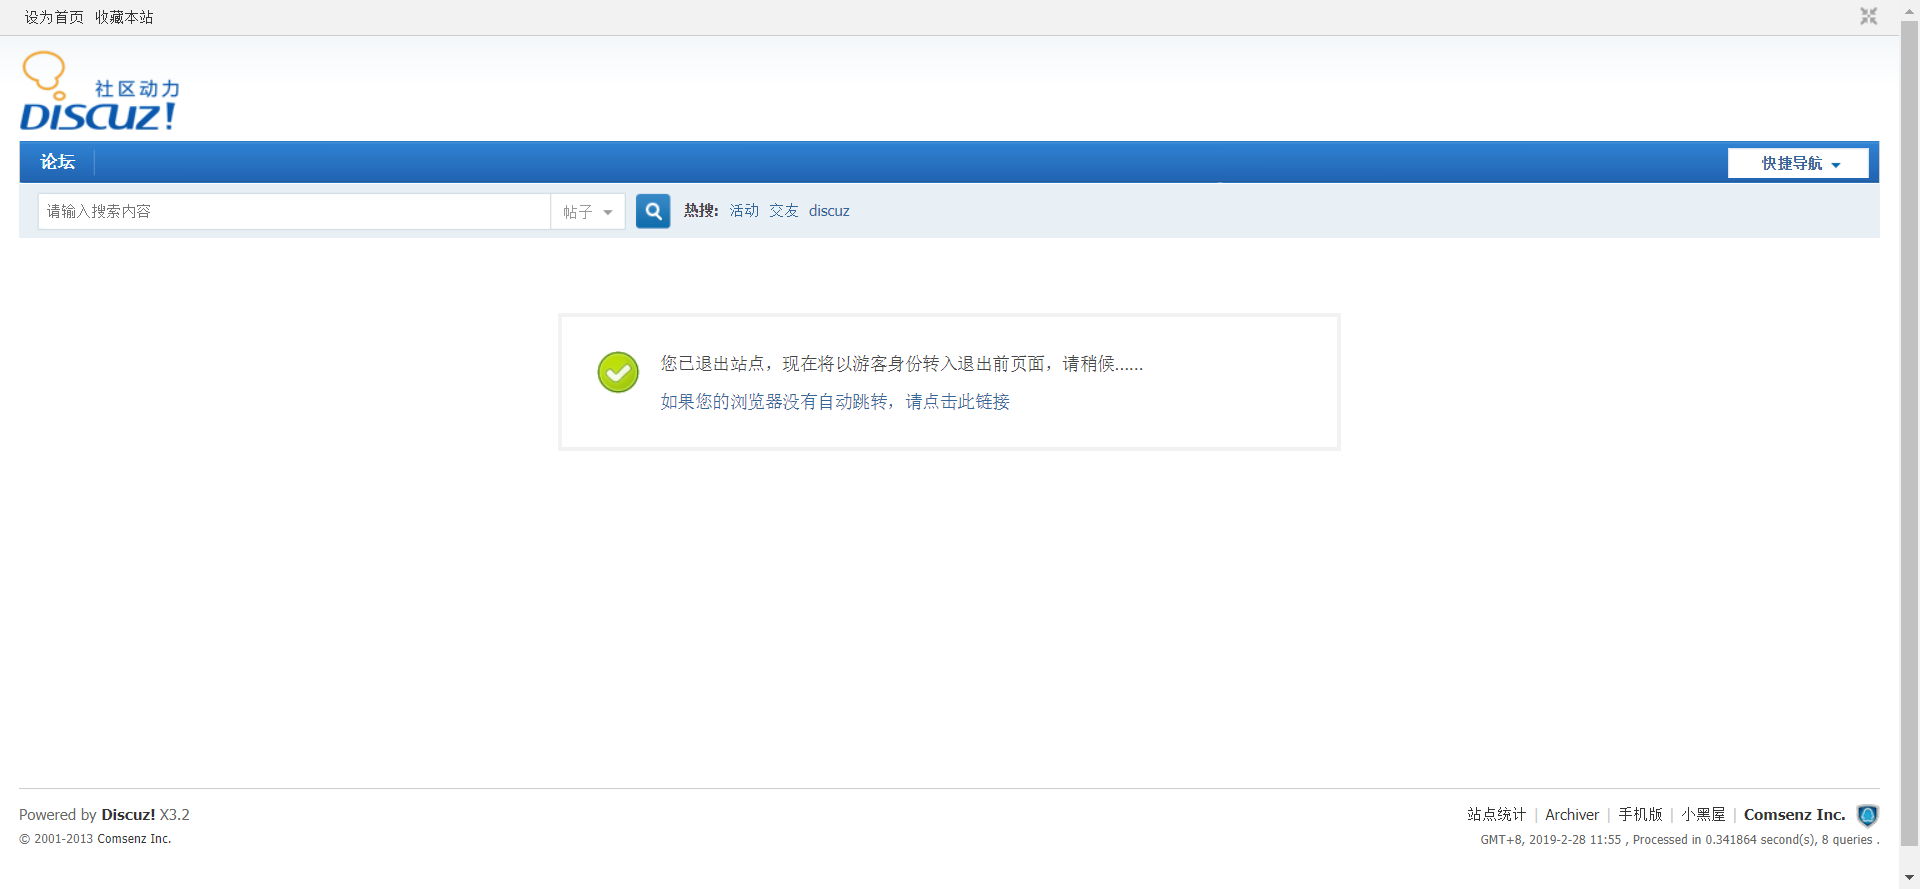 设为首页 收藏本站
社区动力
DISCUZ!
论坛
快捷导航
请输入搜索内容 帖子 热搜: 活动 交友 discuz
您已退出站点，现在将以游客身份转入退出前页面，请稍候......
如果您的浏览器没有自动跳转，请点击此链接
Powered by Discuz! X3.2
© 2001-2013 Comsenz Inc.
站点统计 | Archiver | 手机版 | 小黑屋 | Comsenz Inc.
GMT+8, 2019-2-28 11:55 , Processed in 0.341864 second(s), 8 queries .